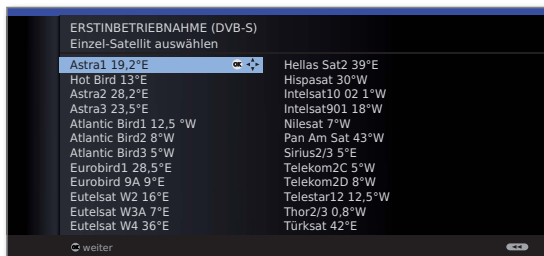 ERSTINBETRIEBNAHME (DVB-S)
Einzel-Satellit auswählen
Astra1 19,2°E OK
Hot Bird 13°E
Astra2 28,2°E
Astra3 23,5°E
Atlantic Bird1 12,5 °W
Atlantic Bird2 8°W
Atlantic Bird3 5°W
Eurobird1 28,5°E
Eurobird 9A 9°E
Eutelsat W2 16°E
Eutelsat W3A 7°E
Eutelsat W4 36°E
Hellas Sat2 39°E
Hispasat 30°W
Intelsat10 02 1°W
Intelsat901 18°W
Nilesat 7°W
Pan Am Sat 43°W
Sirius2/3 5°E
Telekom2C 5°W
Telekom2D 8°W
Telestar12 12,5°W
Thor2/3 0,8°W
Türksat 42°E
OK weiter